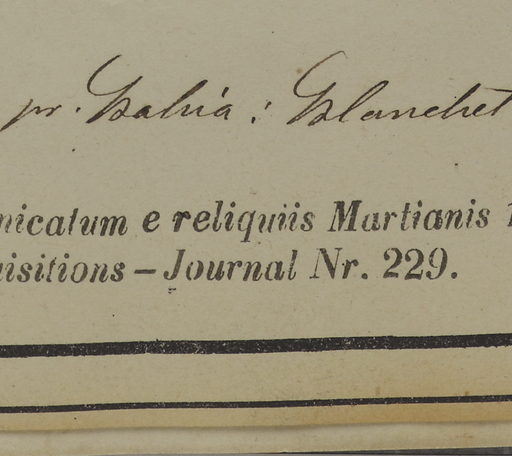 pr. Bahia: Blanchet
nicatum e reliquiis Martianis
uisitions – Journal Nr. 229.